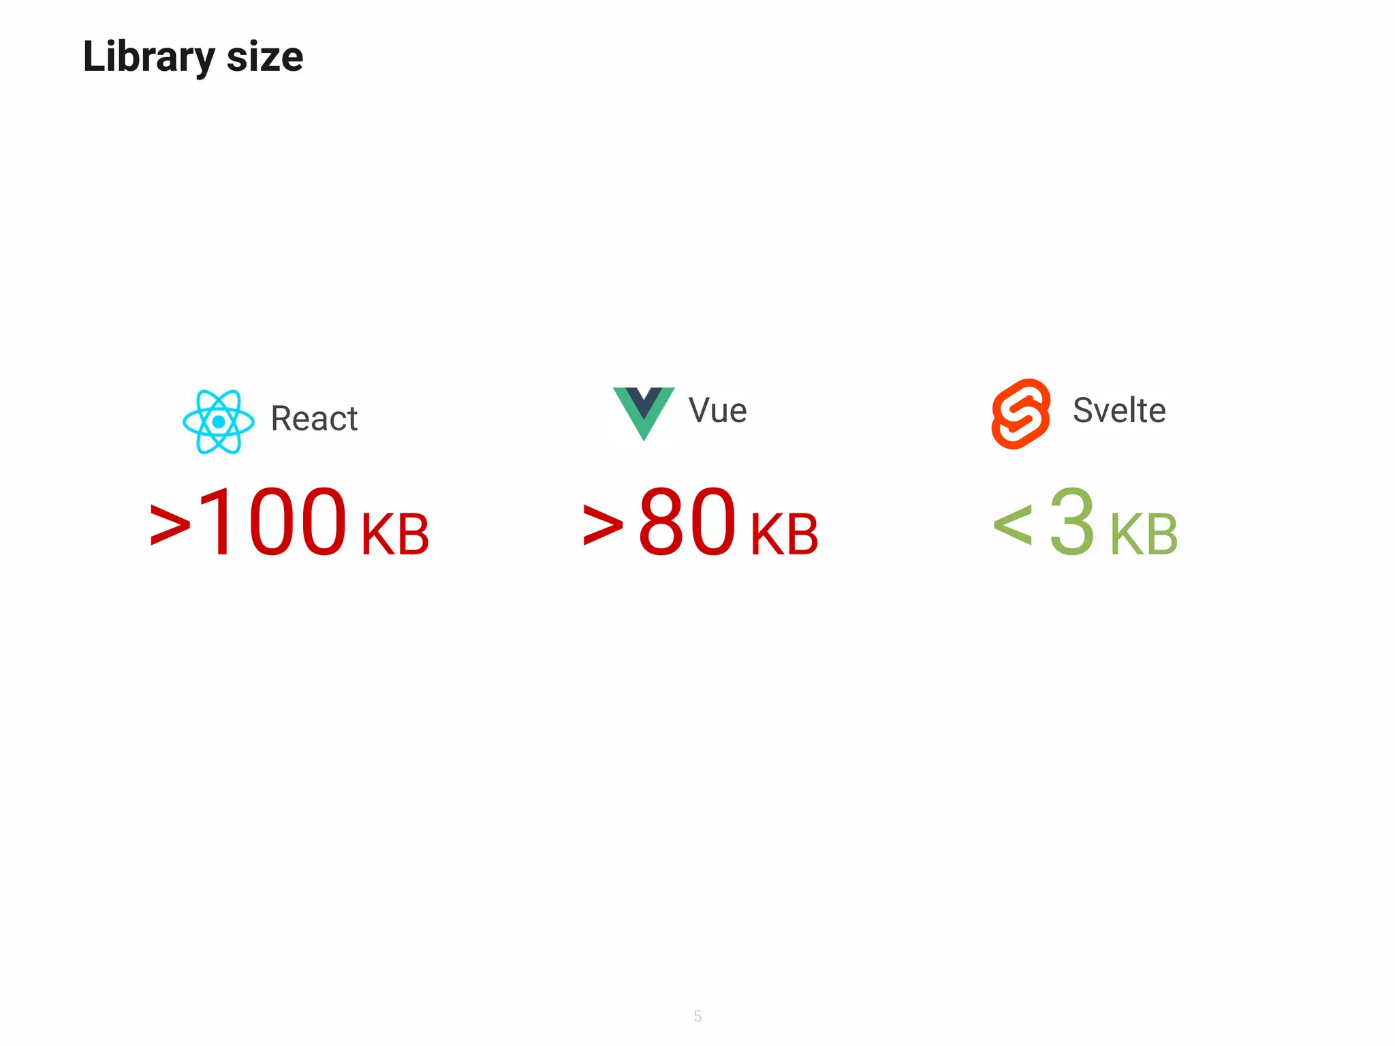 Library size
React
Vue
Svelte
>100 KB
>80 KB
<3 KB
5